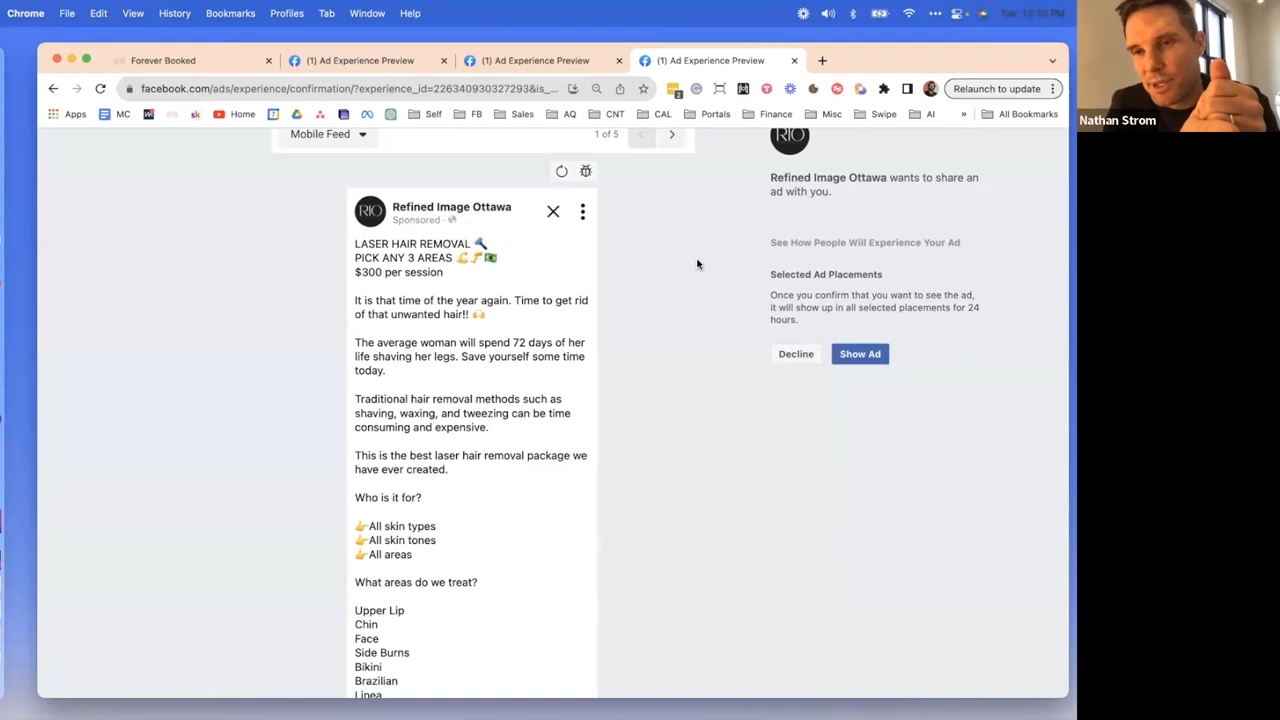 Chrome File Edit View History Bookmarks Profiles Tab Window Help Tue 12:10 PM
Forever Booked (1) Ad Experience Preview (1) Ad Experience Preview (1) Ad Experience Preview
facebook.com/ads/experience/confirmation/?experience_id=226340930327293&is_... Relaunch to update
Apps MC sk Home Self FB Sales AQ CNT CAL Portals Finance Misc Swipe AI » All Bookmarks
Nathan Strom
Mobile Feed 1 of 5
RIO
Refined Image Ottawa wants to share an
ad with you.
See How People Will Experience Your Ad
Selected Ad Placements
Once you confirm that you want to see the ad,
it will show up in all selected placements for 24
hours.
Decline Show Ad
RIO
Refined Image Ottawa
Sponsored ·
LASER HAIR REMOVAL
PICK ANY 3 AREAS 💪🦵💵
$300 per session
It is that time of the year again. Time to get rid
of that unwanted hair!! 🙌
The average woman will spend 72 days of her
life shaving her legs. Save yourself some time
today.
Traditional hair removal methods such as
shaving, waxing, and tweezing can be time
consuming and expensive.
This is the best laser hair removal package we
have ever created.
Who is it for?
👉All skin types
👉All skin tones
👉All areas
What areas do we treat?
Upper Lip
Chin
Face
Side Burns
Bikini
Brazilian
Linea